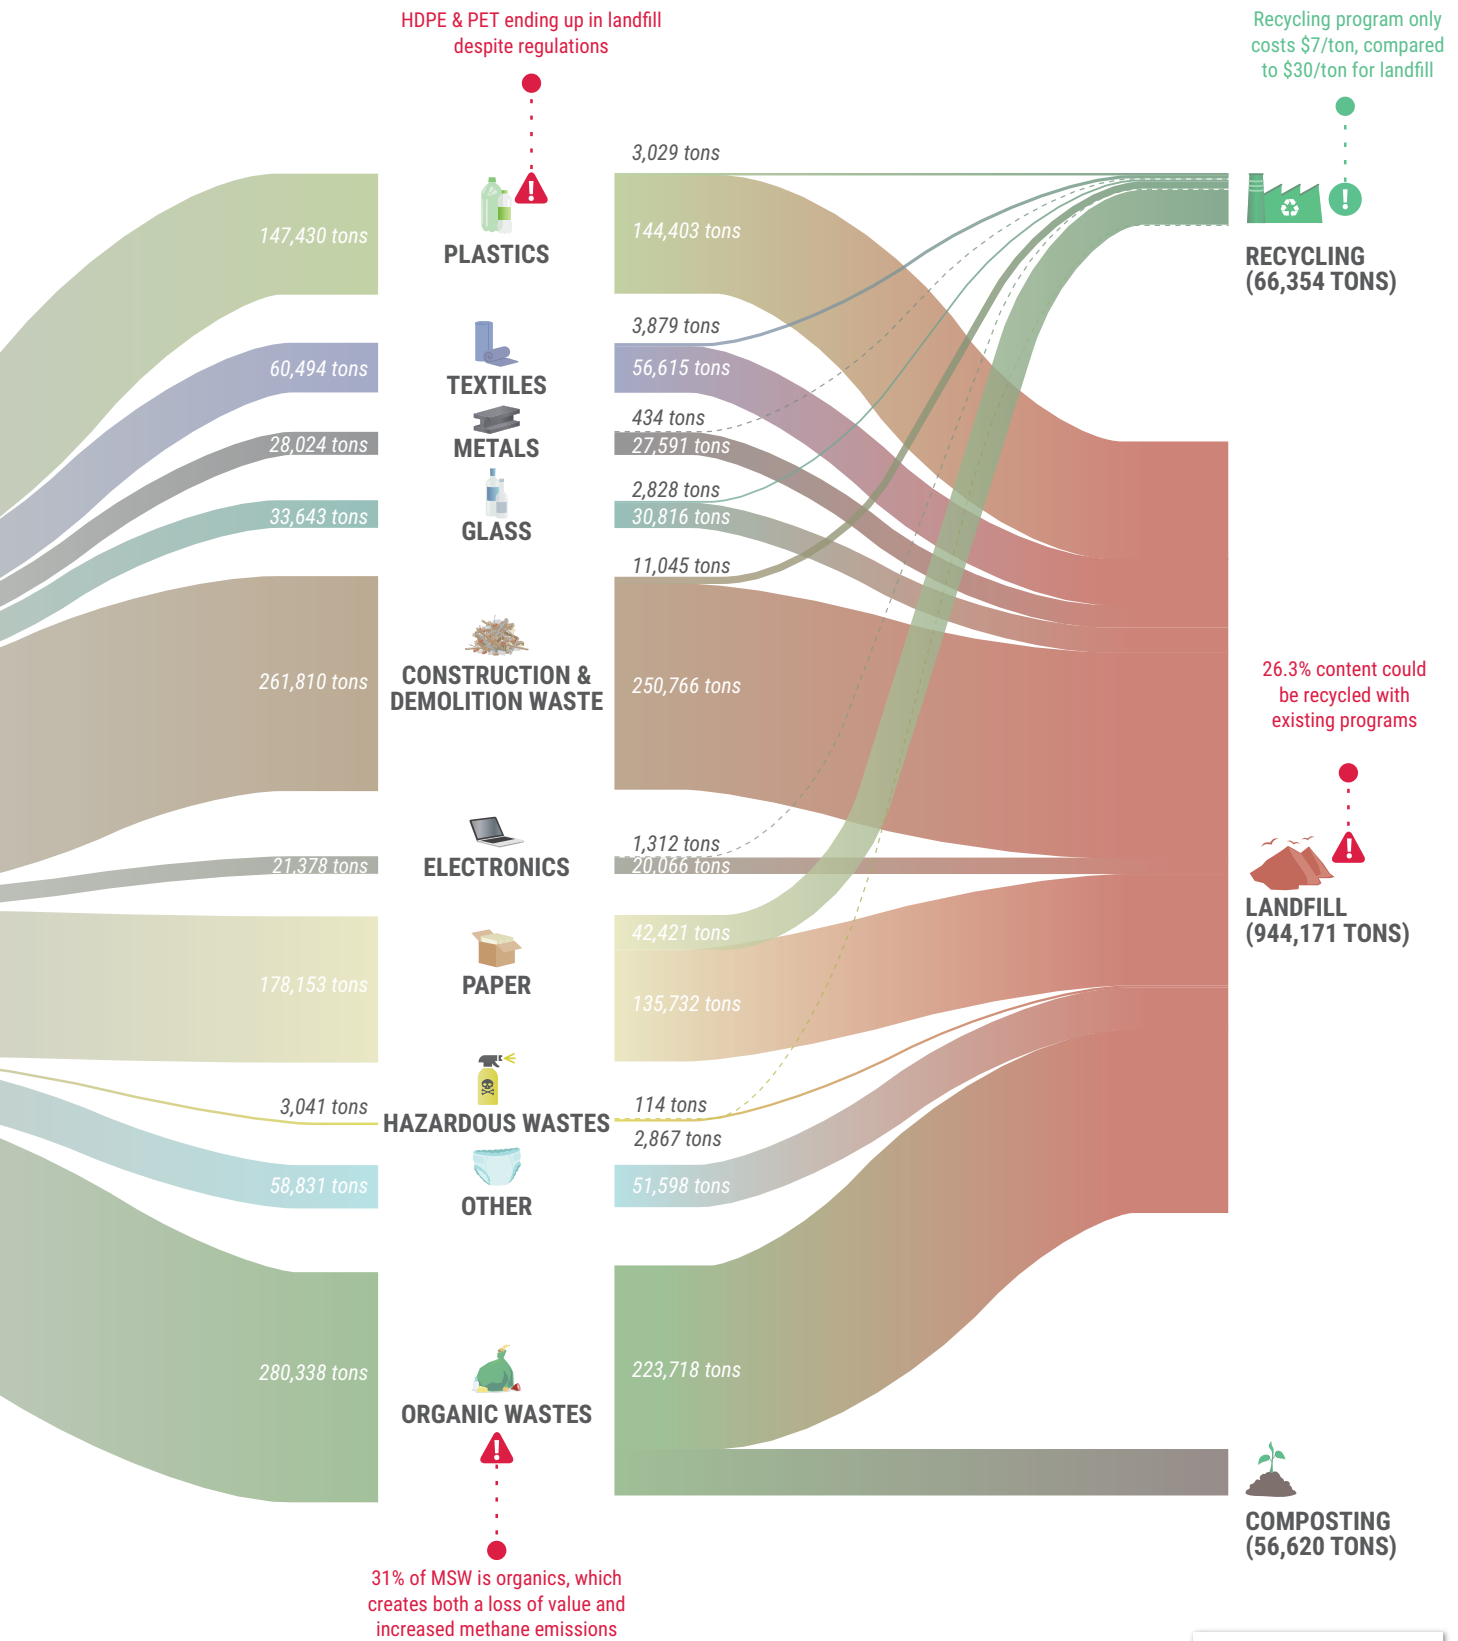 HDPE & PET ending up in landfill
despite regulations
Recycling program only
costs $7/ton, compared
to $30/ton for landfill
147,430 tons
PLASTICS
3,029 tons
144,403 tons
RECYCLING
(66,354 TONS)
60,494 tons
TEXTILES
3,879 tons
56,615 tons
28,024 tons
METALS
434 tons
27,591 tons
33,643 tons
GLASS
2,828 tons
30,816 tons
261,810 tons
CONSTRUCTION &
DEMOLITION WASTE
11,045 tons
250,766 tons
26.3% content could
be recycled with
existing programs
LANDFILL
(944,171 TONS)
21,378 tons
ELECTRONICS
1,312 tons
20,066 tons
178,153 tons
PAPER
42,421 tons
135,732 tons
3,041 tons
HAZARDOUS WASTES
114 tons
2,867 tons
58,831 tons
OTHER
51,598 tons
280,338 tons
ORGANIC WASTES
223,718 tons
COMPOSTING
(56,620 TONS)
31% of MSW is organics, which
creates both a loss of value and
increased methane emissions